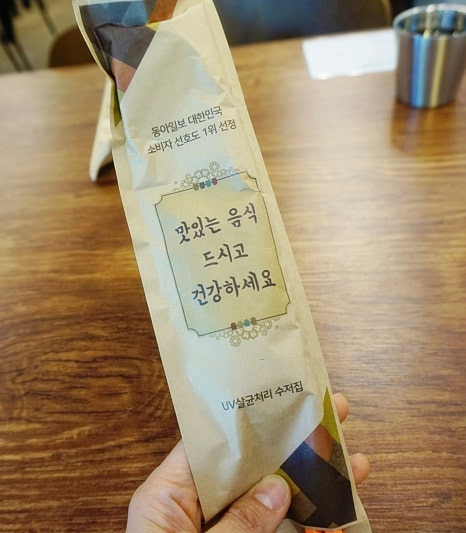 동아일보 대한민국
소비자 선호도 1위 선정
맛있는 음식
드시고
건강하세요
UV살균처리 수저집